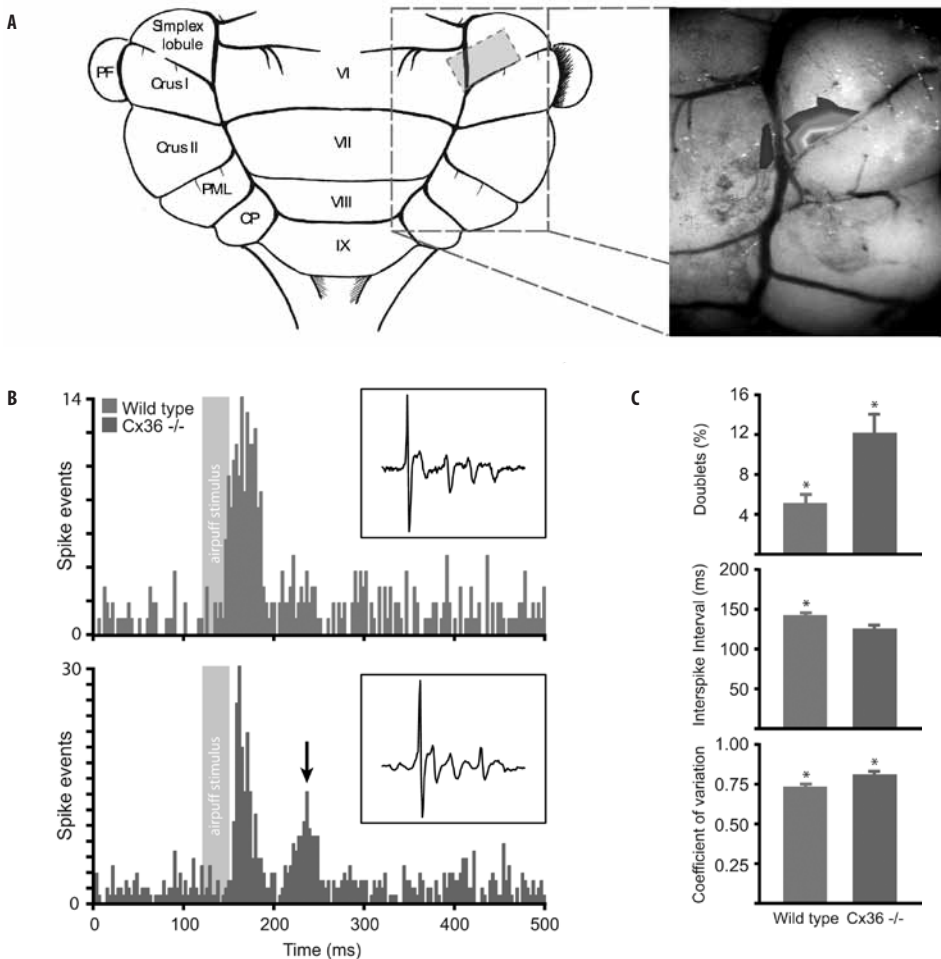 A
Simplex
lobule
PF
Crus I
VI
Crus II
VII
PML
VIII
CP
IX
B
14
Wild type
Cx36 -/-
airpuff stimulus
Spike events
0
30
airpuff stimulus
Spike events
0
0
100
200
300
400
500
Time (ms)
C
16
12
8
4
Doublets (%)
*
*
200
150
100
50
Interspike Interval (ms)
*
1.00
0.75
0.50
0.25
Coefficient of variation
*
*
Wild type
Cx36 -/-